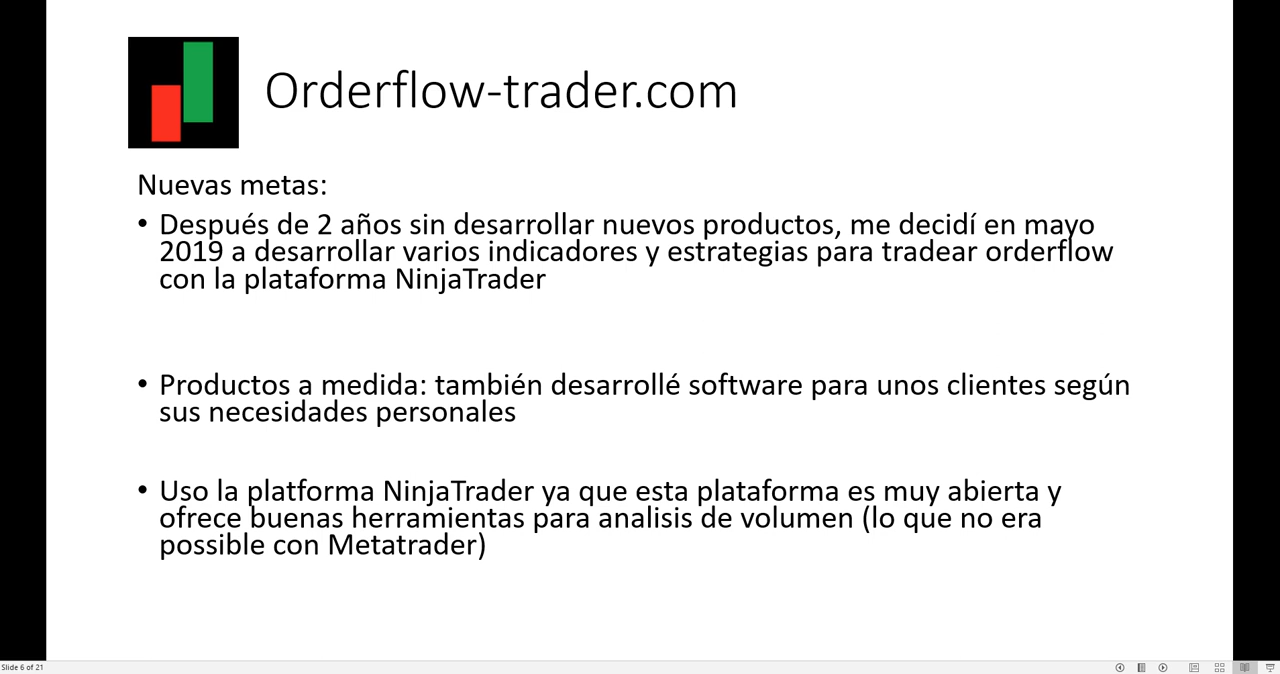 Orderflow-trader.com
Nuevas metas:
• Después de 2 años sin desarrollar nuevos productos, me decidí en mayo
2019 a desarrollar varios indicadores y estrategias para tradear orderflow
con la plataforma NinjaTrader
• Productos a medida: también desarrollé software para unos clientes según
sus necesidades personales
• Uso la platforma NinjaTrader ya que esta plataforma es muy abierta y
ofrece buenas herramientas para analisis de volumen (lo que no era
possible con Metatrader)
Slide 6 of 21